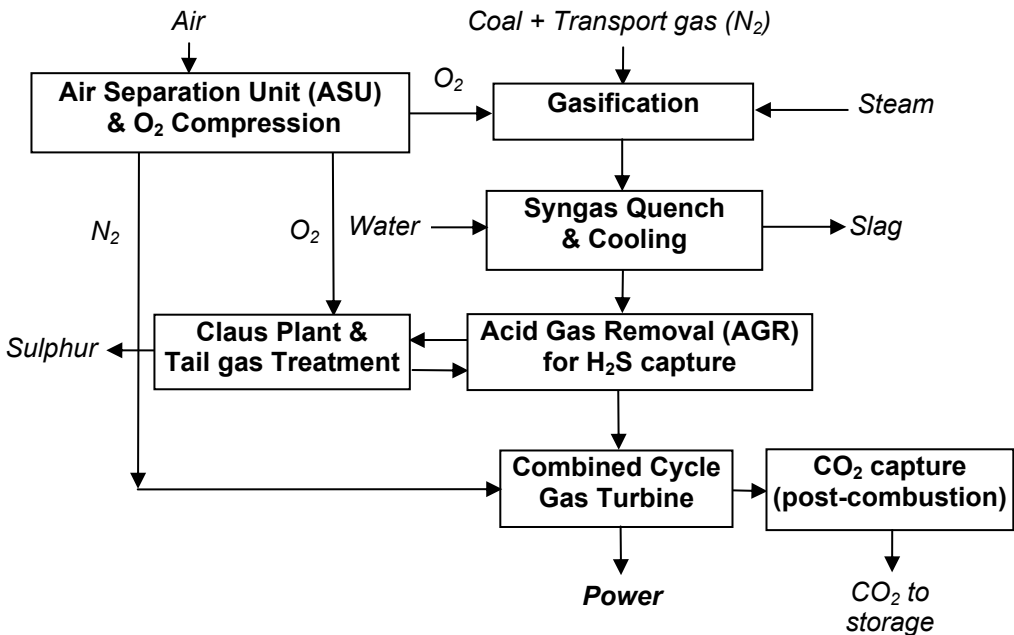 Air
Coal + Transport gas (N₂)
Air Separation Unit (ASU)
& O₂ Compression
O₂
Gasification
Steam
N₂
O₂
Water
Syngas Quench
& Cooling
Slag
Sulphur
Claus Plant &
Tail gas Treatment
Acid Gas Removal (AGR)
for H₂S capture
Combined Cycle
Gas Turbine
CO₂ capture
(post-combustion)
Power
CO₂ to
storage